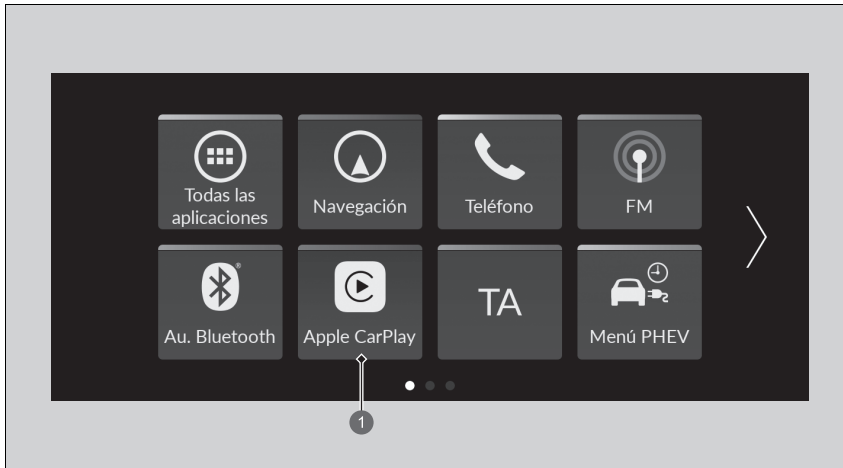 Todas las
aplicaciones
Navegación
Teléfono
FM
Au. Bluetooth
Apple CarPlay
TA
Menú PHEV
1